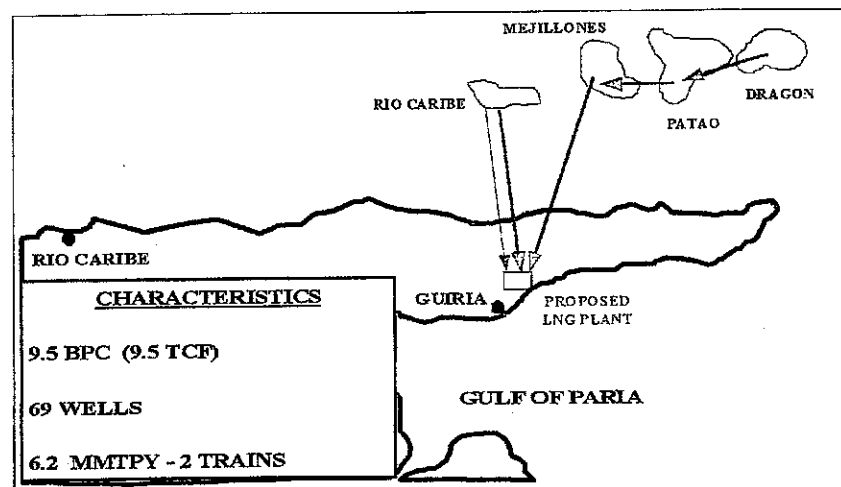 MEJILLONES
RIO CARIBE
DRAGON
PATAO
RIO CARIBE
CHARACTERISTICS
9.5 BPC (9.5 TCF)
69 WELLS
6.2 MMTPY - 2 TRAINS
GUIRIA
PROPOSED
LNG PLANT
GULF OF PARIA